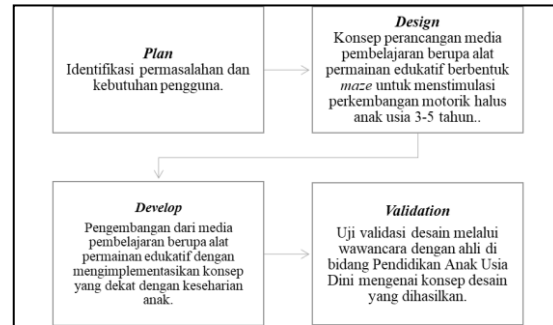 Plan
Identifikasi permasalahan dan
kebutuhan pengguna.
Design
Konsep perancangan media
pembelajaran berupa alat
permainan edukatif berbentuk
maze untuk menstimulasi
perkembangan motorik halus
anak usia 3-5 tahun..
Develop
Pengembangan dari media
pembelajaran berupa alat
permainan edukatif dengan
mengimplementasikan konsep
yang dekat dengan keseharian
anak.
Validation
Uji validasi desain melalui
wawancara dengan ahli di
bidang Pendidikan Anak Usia
Dini mengenai konsep desain
yang dihasilkan.